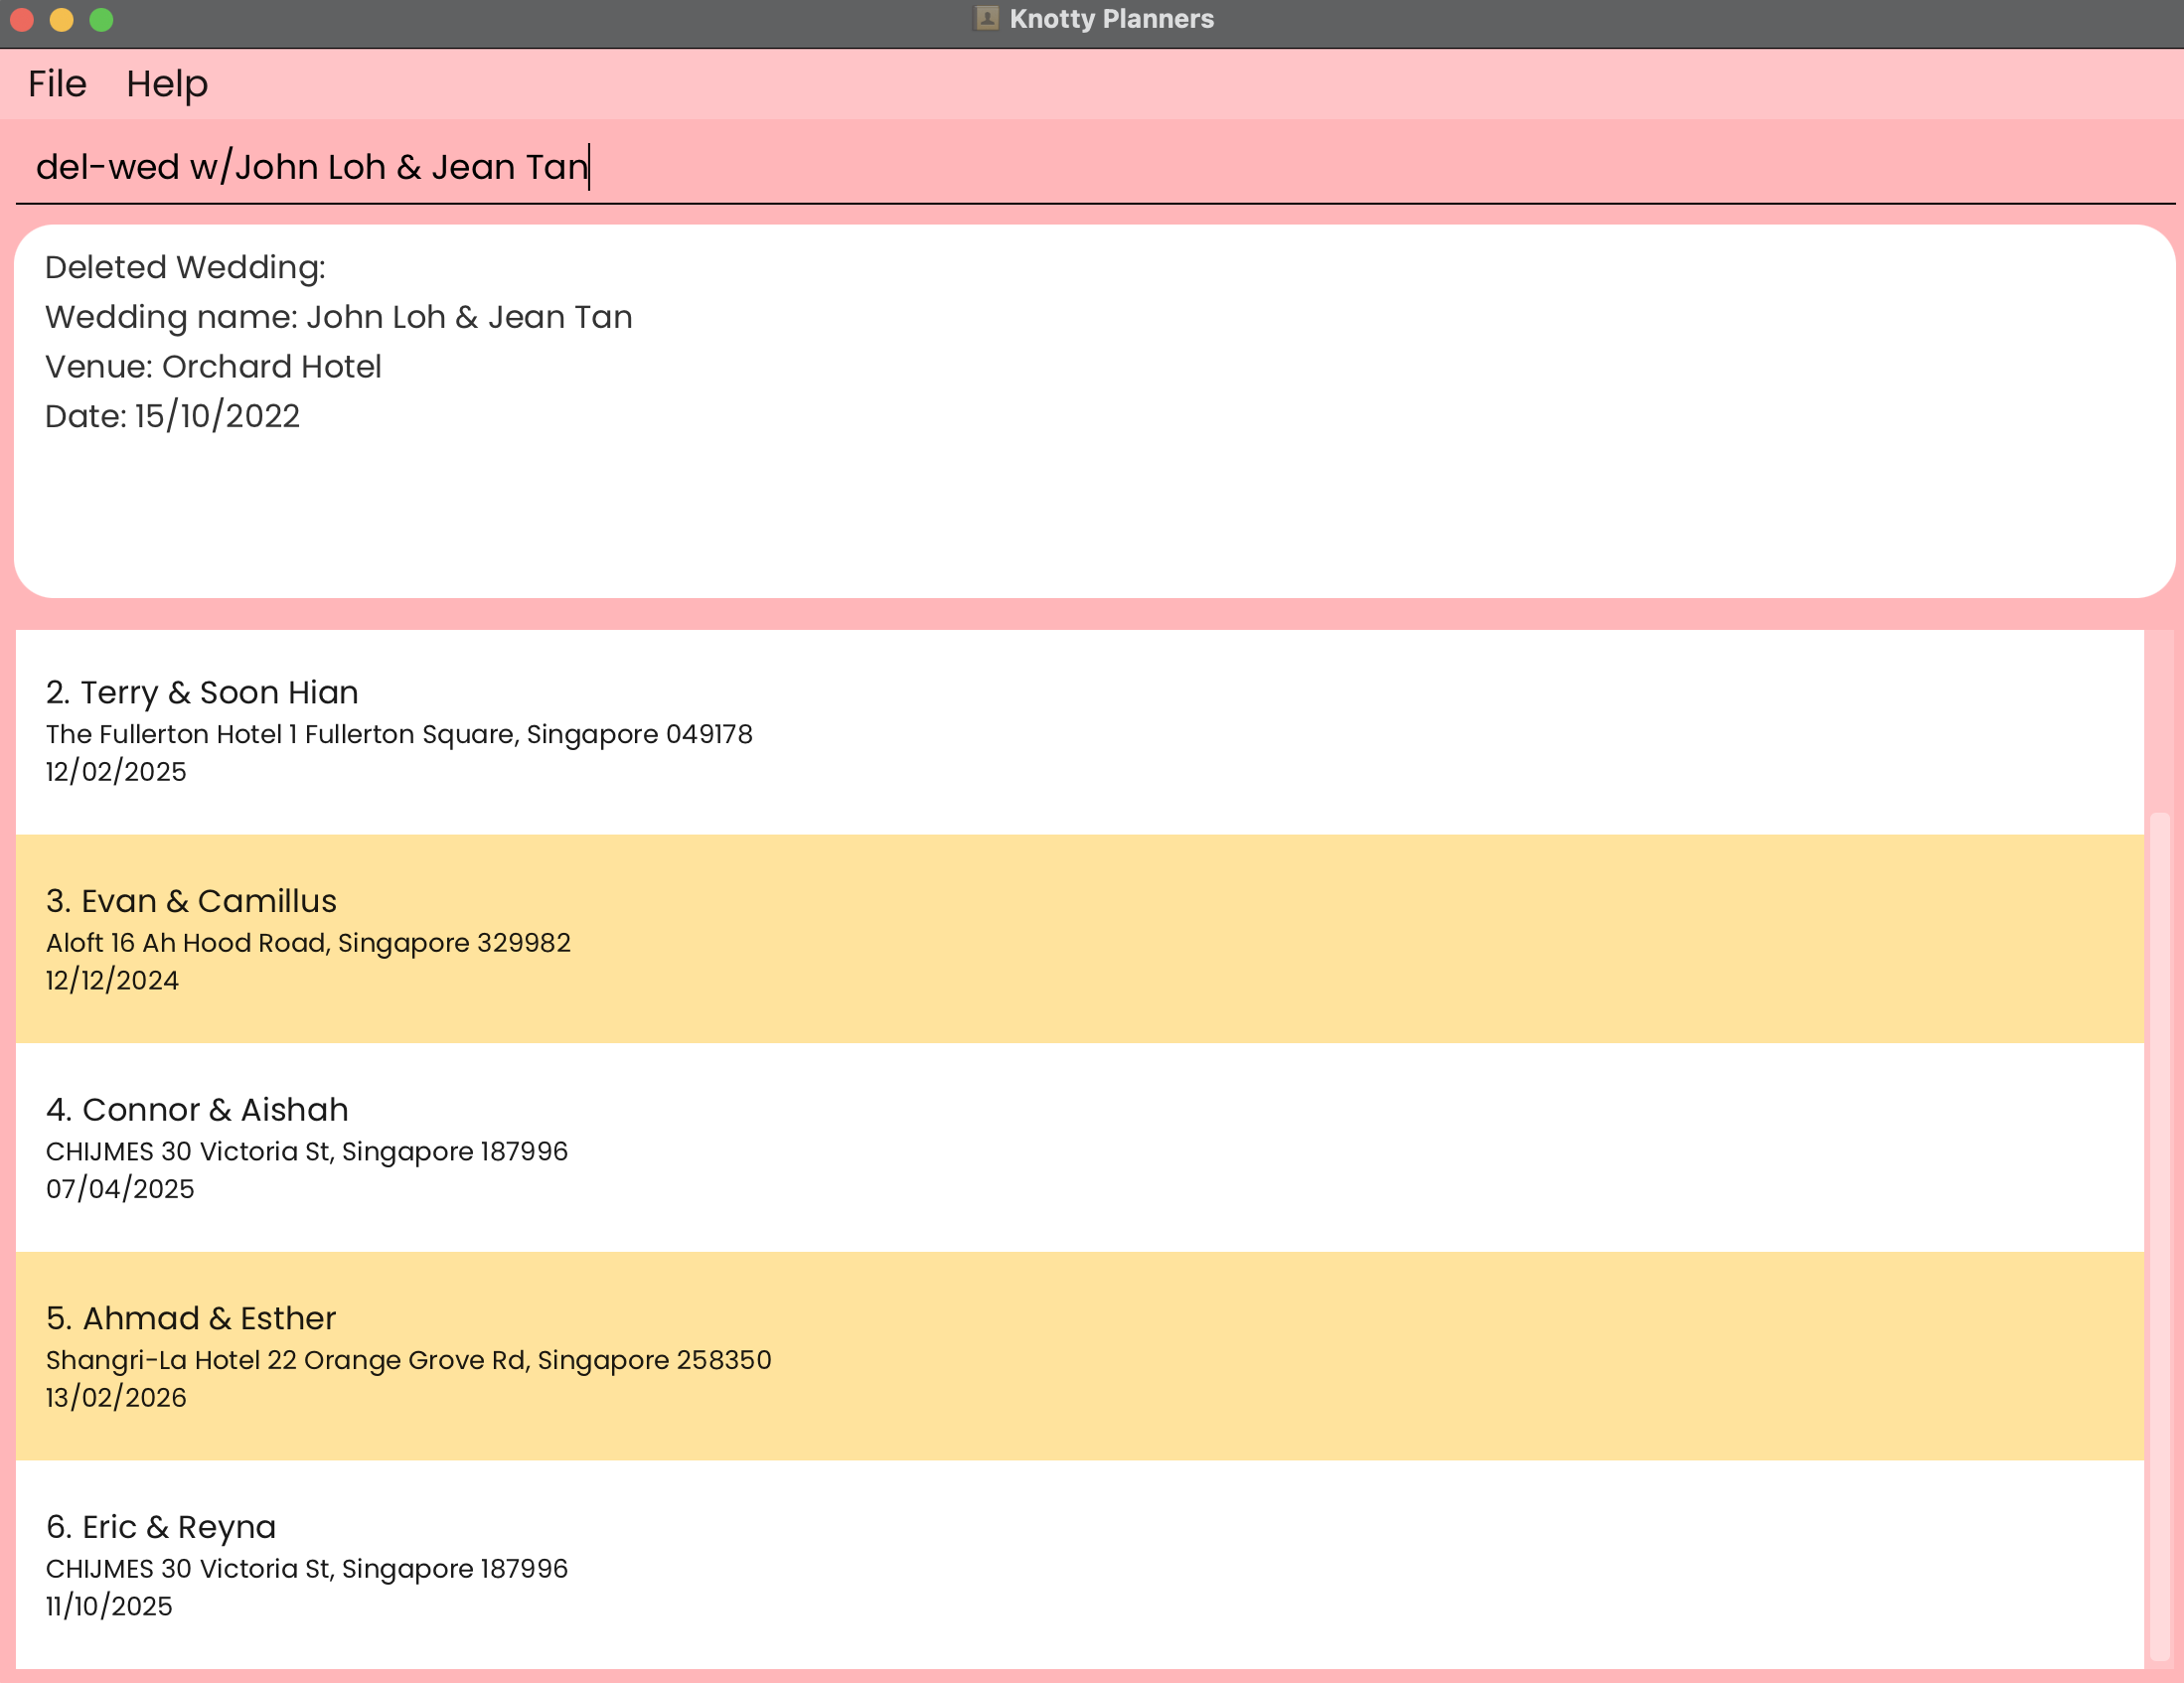 Knotty Planners
File Help
del-wed w/John Loh & Jean Tan
Deleted Wedding:
Wedding name: John Loh & Jean Tan
Venue: Orchard Hotel
Date: 15/10/2022
2. Terry & Soon Hian
The Fullerton Hotel 1 Fullerton Square, Singapore 049178
12/02/2025
3. Evan & Camillus
Aloft 16 Ah Hood Road, Singapore 329982
12/12/2024
4. Connor & Aishah
CHIJMES 30 Victoria St, Singapore 187996
07/04/2025
5. Ahmad & Esther
Shangri-La Hotel 22 Orange Grove Rd, Singapore 258350
13/02/2026
6. Eric & Reyna
CHIJMES 30 Victoria St, Singapore 187996
11/10/2025